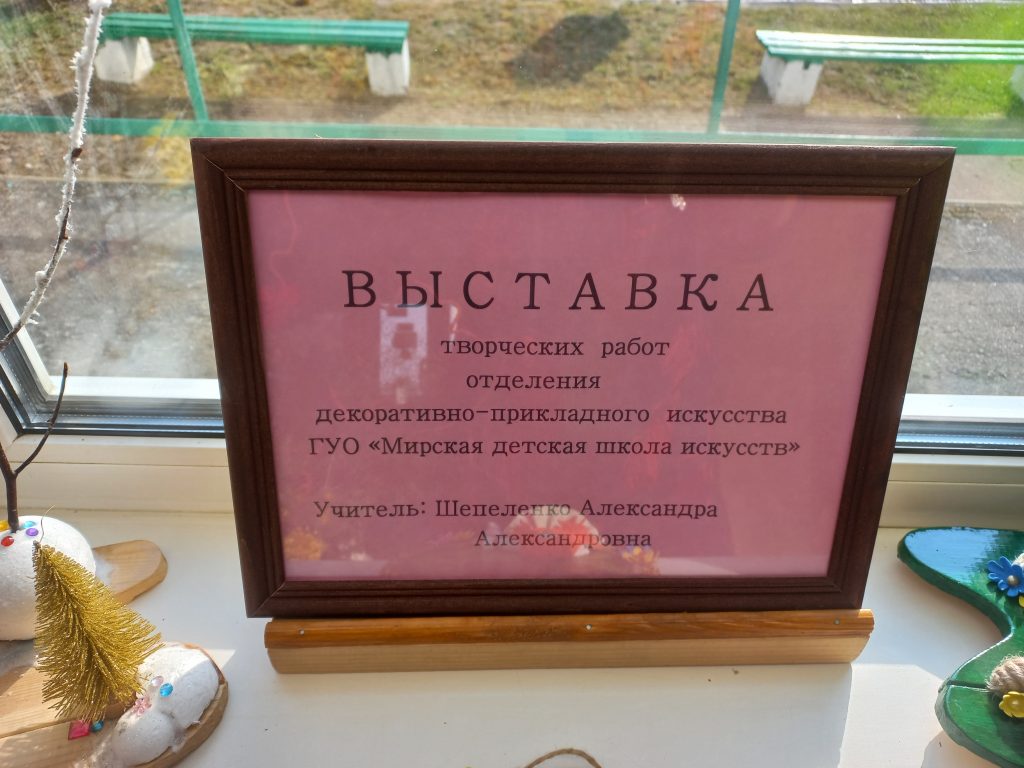 ВЫСТАВКА
творческих работ
отделения
декоративно-прикладного искусства
ГУО «Мирская детская школа искусств»
Учитель: Шепеленко Александра
Александровна